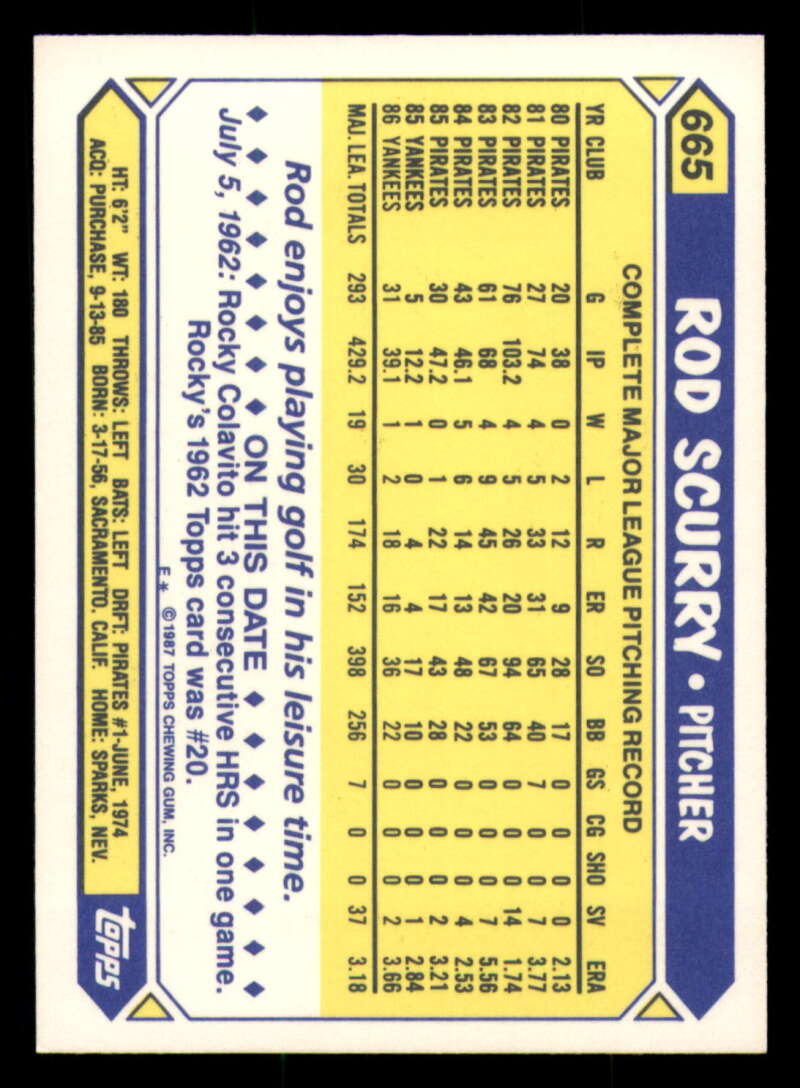 665
ROD SCURRY • PITCHER
COMPLETE MAJOR LEAGUE PITCHING RECORD
YR CLUB G IP W L R ER SO BB GS CG SHO SV ERA
80 PIRATES 20 38 0 2 12 9 28 17 0 0 0 0 2.13
81 PIRATES 27 74 4 5 33 31 65 40 7 0 0 7 3.77
82 PIRATES 76 103.2 4 5 26 20 94 64 0 0 0 14 1.74
83 PIRATES 61 68 4 9 45 42 67 53 0 0 0 7 5.56
84 PIRATES 43 46.1 5 6 14 13 48 22 0 0 0 4 2.53
85 PIRATES 30 47.2 0 1 22 17 43 28 0 0 0 2 3.21
85 YANKEES 5 12.2 1 0 4 4 17 10 0 0 0 1 2.84
86 YANKEES 31 39.1 1 2 18 16 36 22 0 0 0 2 3.66
MAJ. LEA. TOTALS 293 429.2 19 30 174 152 398 256 7 0 0 37 3.18
Rod enjoys playing golf in his leisure time.
♦ ♦ ♦ ♦ ♦ ♦ ♦ ♦ ON THIS DATE ♦ ♦ ♦ ♦ ♦ ♦ ♦ ♦
July 5, 1962: Rocky Colavito hit 3 consecutive HRS in one game.
Rocky's 1962 Topps card was #20.
E* ©1987 TOPPS CHEWING GUM, INC.
HT: 6'2" WT: 180 THROWS: LEFT BATS: LEFT DRFT: PIRATES #1-JUNE, 1974
ACQ: PURCHASE, 9-13-85 BORN: 3-17-56, SACRAMENTO, CALIF. HOME: SPARKS, NEV.
topps